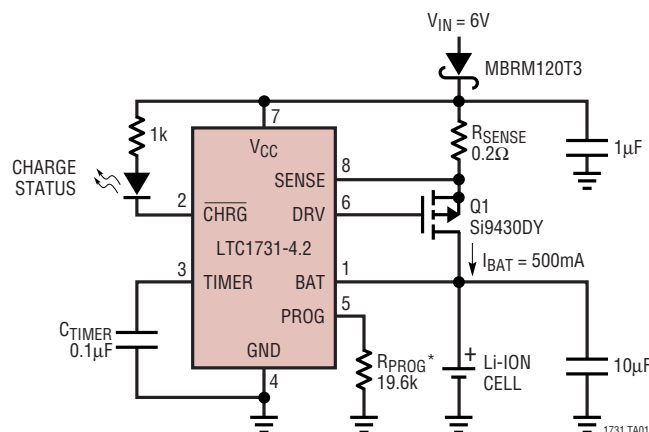 V_IN = 6V
MBRM120T3
7
1k
V_CC
R_SENSE
0.2Ω
1µF
CHARGE
STATUS
SENSE
8
2
CHRG
DRV
6
Q1
Si9430DY
LTC1731-4.2
I_BAT = 500mA
3
TIMER
BAT
1
PROG
5
C_TIMER
0.1µF
GND
4
R_PROG*
19.6k
+
Li-ION
CELL
10µF
1731 TA01